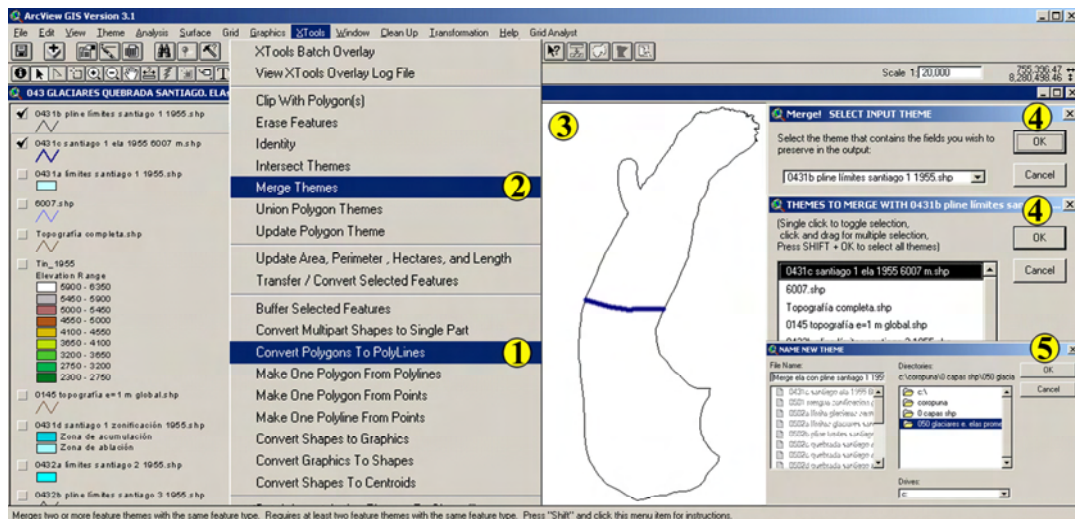 ArcView GIS Version 3.1
File Edit View Theme Analysis Surface Grid Graphics XTools Window Clean Up Transformation Help Grid Analyst
Scale 1: 20,000
755,306.47
8,280,498.46
043 GLACIARES QUEBRADA SANTIAGO. ELAs
0431b pline límites santiago 1 1955.shp
0431c santiago 1 ela 1955 6007 m.shp
0431a límites santiago 1 1955.shp
6007.shp
Topografía completa.shp
Tin_1955
Elevation Range
5900 - 6350
5450 - 5900
5000 - 5450
4550 - 5000
4100 - 4550
3650 - 4100
3200 - 3650
2750 - 3200
2300 - 2750
0145 topografía e=1 m global.shp
0431d santiago 1 zonificación 1955.shp
Zona de acumulación
Zona de ablación
0432a límites santiago 2 1955.shp
0432b pline límites santiago 3 1955.shp
XTools Batch Overlay
View XTools Overlay Log File
Clip With Polygon(s)
Erase Features
Identity
Intersect Themes
Merge Themes
2
Union Polygon Themes
Update Polygon Theme
Update Area, Perimeter , Hectares, and Length
Transfer / Convert Selected Features
Buffer Selected Features
Convert Multipart Shapes to Single Part
Convert Polygons To PolyLines
1
Make One Polygon From Polylines
Make One Polygon From Points
Make One Polyline From Points
Convert Shapes to Graphics
Convert Graphics To Shapes
Convert Shapes To Centroids
3
Merge! SELECT INPUT THEME
4
Select the theme that contains the fields you wish to
preserve in the output:
OK
0431b pline límites santiago 1 1955.shp
Cancel
THEMES TO MERGE WITH 0431b pline límites
4
(Single click to toggle selection,
click and drag for multiple selection,
Press SHIFT + OK to select all themes)
OK
Cancel
0431c santiago 1 ela 1955 6007 m.shp
6007.shp
Topografía completa.shp
0145 topografía e=1 m global.shp
NAME NEW THEME
5
File Name:
Directories:
OK
Merge ela con pline santiago 1 195
c:\coropuna\0 capas shp\050 glacia
Cancel
c:\
coropuna
0 capas shp
050 glaciares e. elas prome
Drives:
c:
Merges two or more feature themes with the same feature type. Requires at least two feature themes with the same feature type. Press "Shift" and click this menu item for instructions.